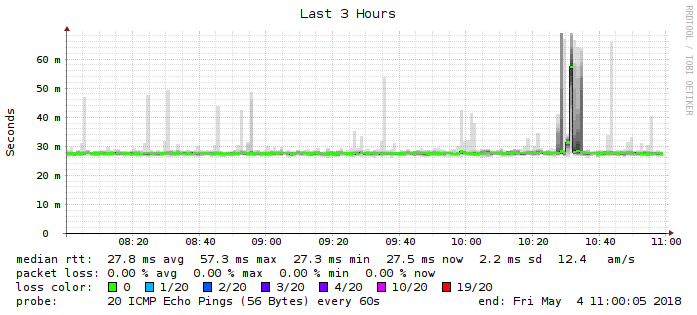 Last 3 Hours
RRDTOOL / TOBI OETIKER
Seconds
60 m
50 m
40 m
30 m
20 m
10 m
0
08:20 08:40 09:00 09:20 09:40 10:00 10:20 10:40 11:00
median rtt: 27.8 ms avg 57.3 ms max 27.3 ms min 27.5 ms now 2.2 ms sd 12.4 am/s
packet loss: 0.00 % avg 0.00 % max 0.00 % min 0.00 % now
loss color: 0 1/20 2/20 3/20 4/20 10/20 19/20
probe: 20 ICMP Echo Pings (56 Bytes) every 60s end: Fri May 4 11:00:05 2018